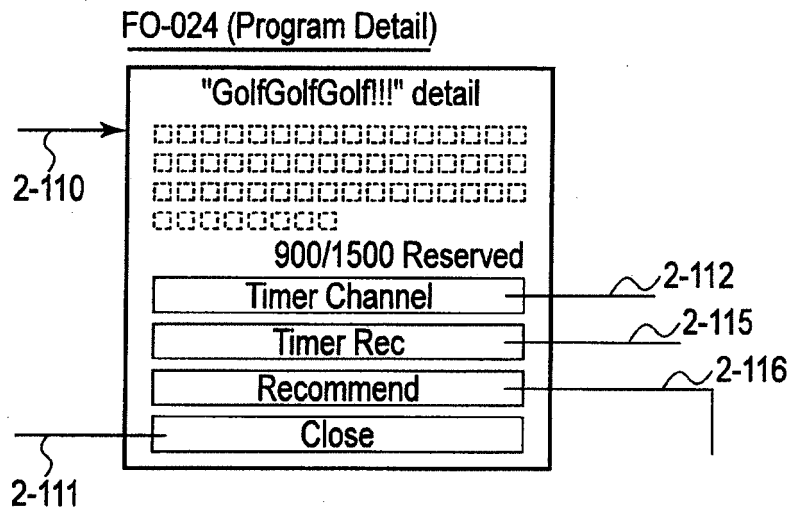 FO-024 (Program Detail)
"GolfGolfGolf!!!" detail
2-110
900/1500 Reserved
Timer Channel
2-112
Timer Rec
2-115
Recommend
2-116
Close
2-111